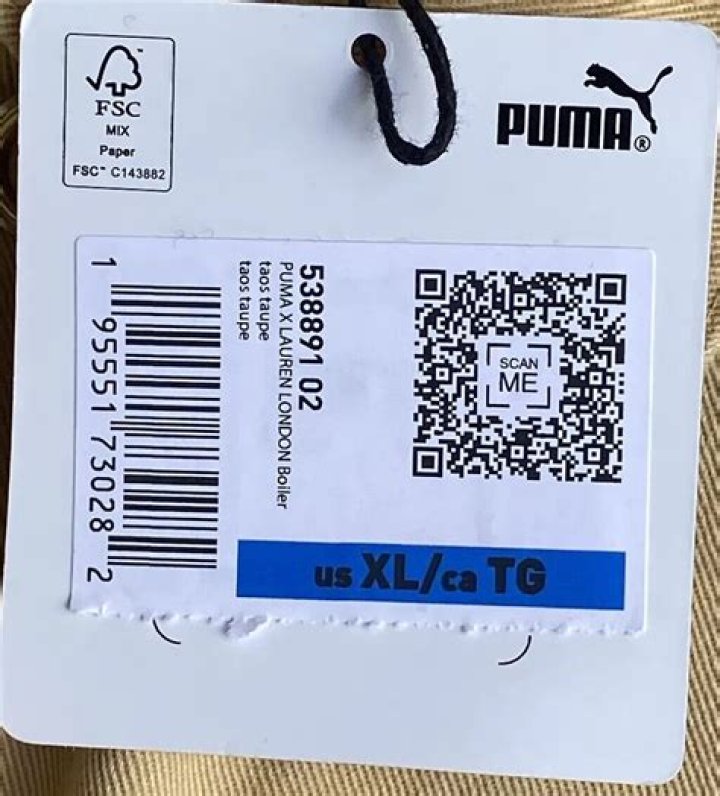 FSC
MIX
Paper
FSC™ C143882
PUMA®
538891 02
PUMA X LAUREN LONDON Boiler
taos taupe
taos taupe
1 95551 73028 2
SCAN
ME
us XL/ca TG